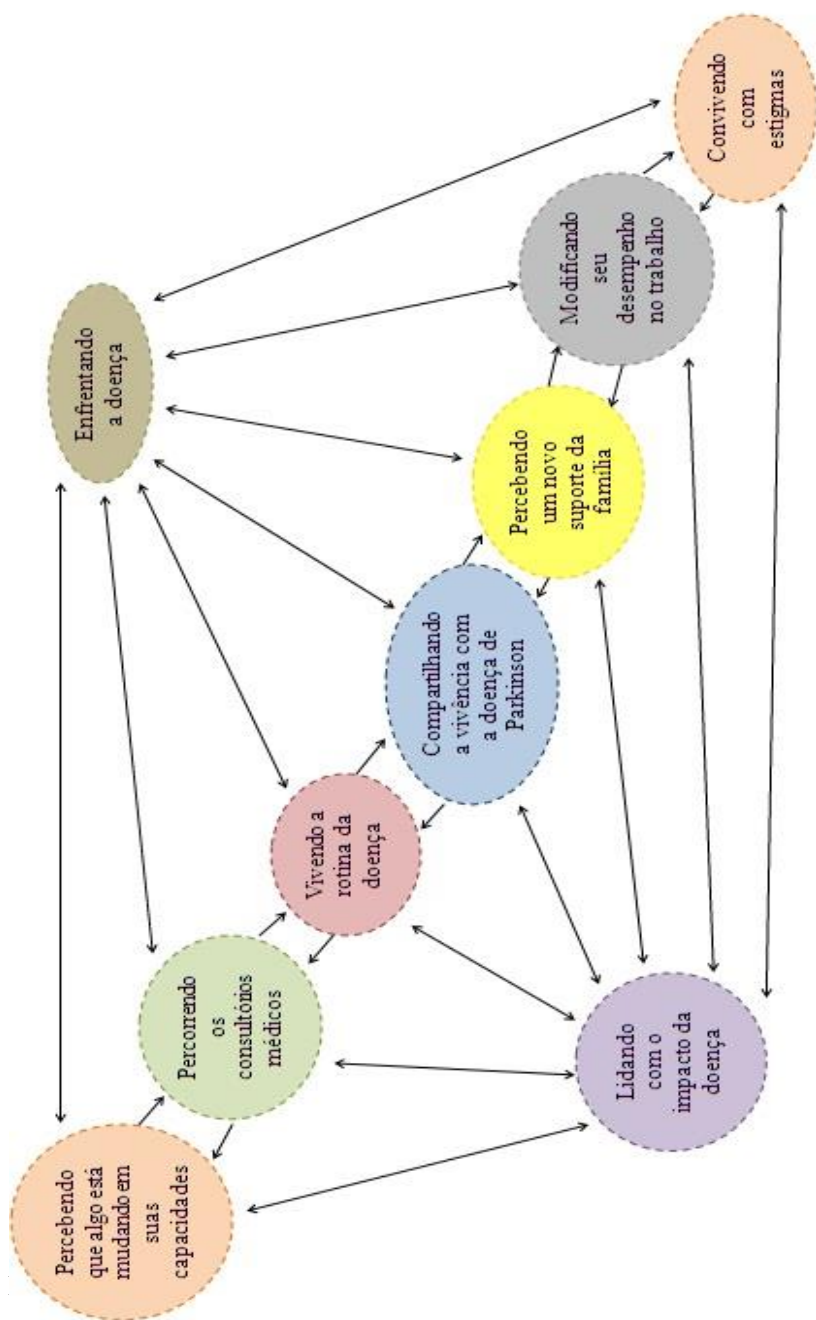 Percebendo
que algo está
mudando em
suas
capacidades
Percorrendo
os
consultórios
médicos
Vivendo a
rotina da
doença
Compartilhando
a vivência com
a doença de
Parkinson
Percebendo
um novo
suporte da
família
Modificando
seu
desempenho
no trabalho
Convivendo
com
estigmas
Enfrentando
a doença
Lidando
com o
impacto da
doença